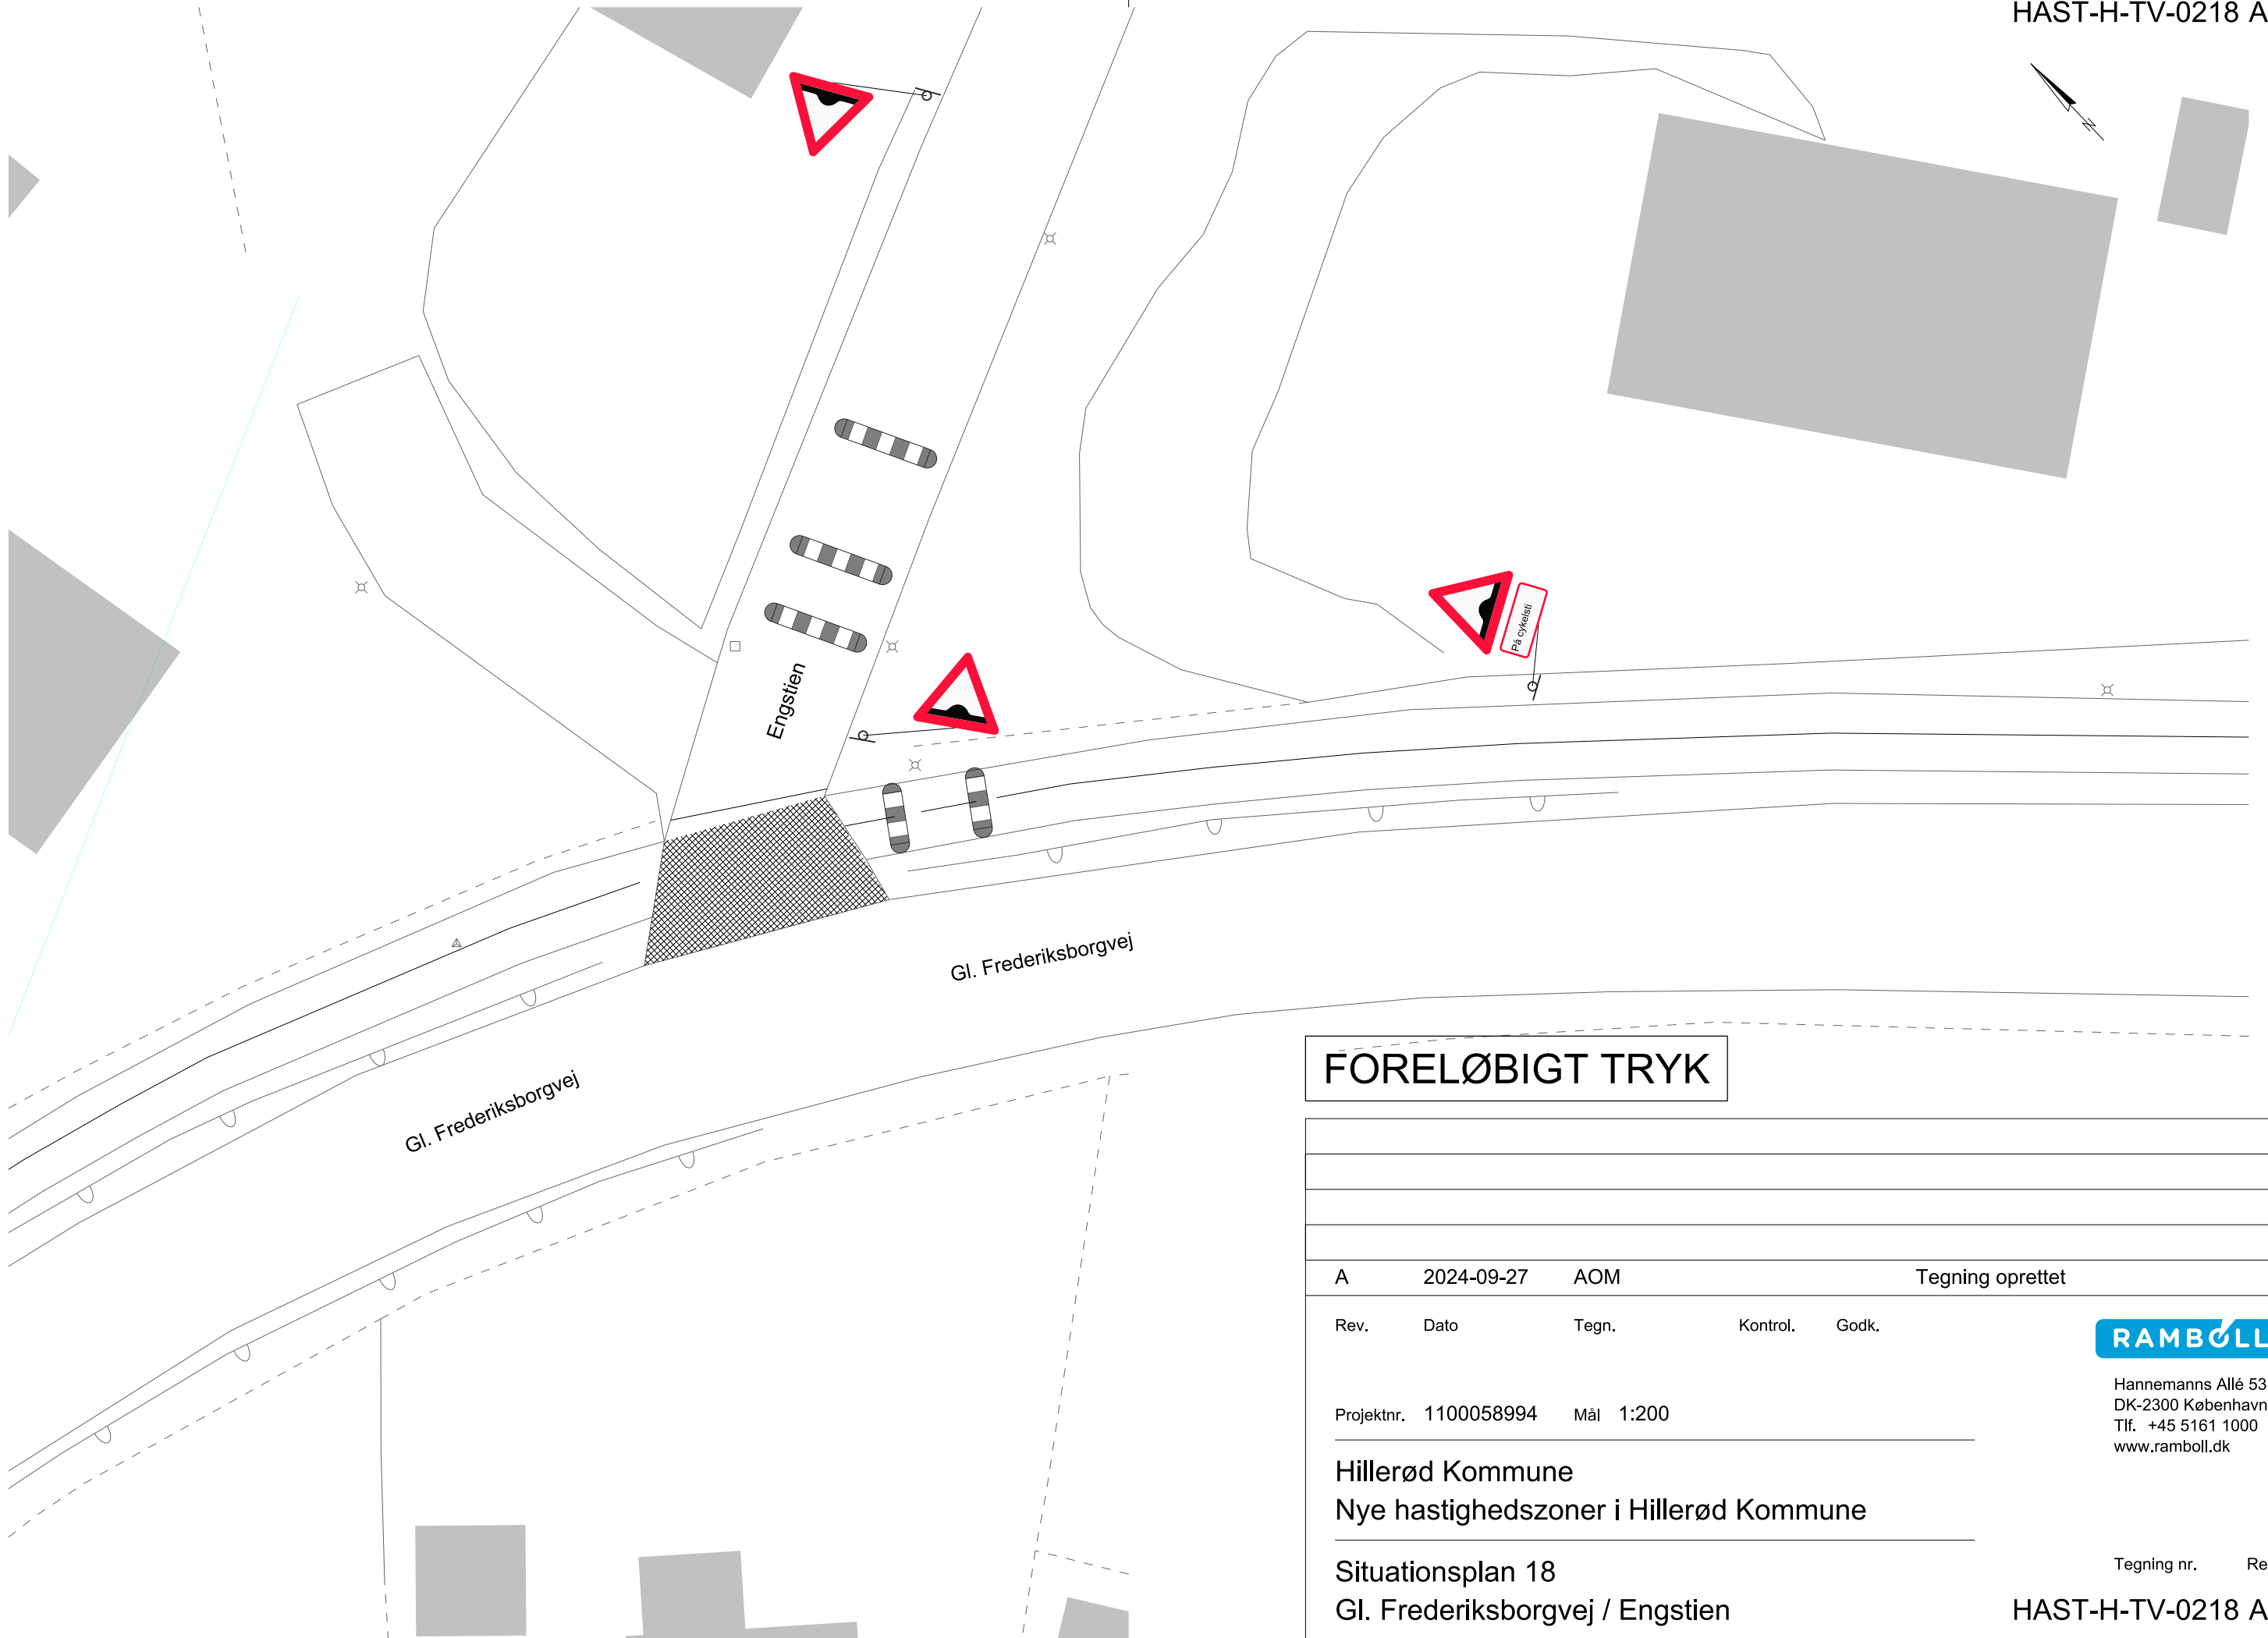 HAST-H-TV-0218 A
N
På cykelsti
Engstien
Gl. Frederiksborgvej
Gl. Frederiksborgvej
FORELØBIGT TRYK
A 2024-09-27 AOM Tegning oprettet
Rev. Dato Tegn. Kontrol. Godk.
RAMBOLL
Hannemanns Allé 53
DK-2300 København
Tlf. +45 5161 1000
www.ramboll.dk
Projektnr. 1100058994 Mål 1:200
Hillerød Kommune
Nye hastighedszoner i Hillerød Kommune
Situationsplan 18
Gl. Frederiksborgvej / Engstien
Tegning nr. Re
HAST-H-TV-0218 A